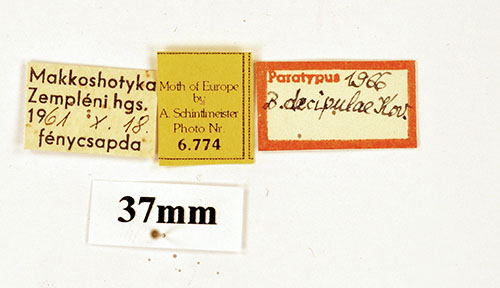 Makkoshotyka
Zempléni hgs.
1961 X. 18.
fénycsapda
Moth of Europe
by
A. Schintlmeister
Photo Nr.
6.774
Paratypus 1966
B. decipulae Kov.
37mm